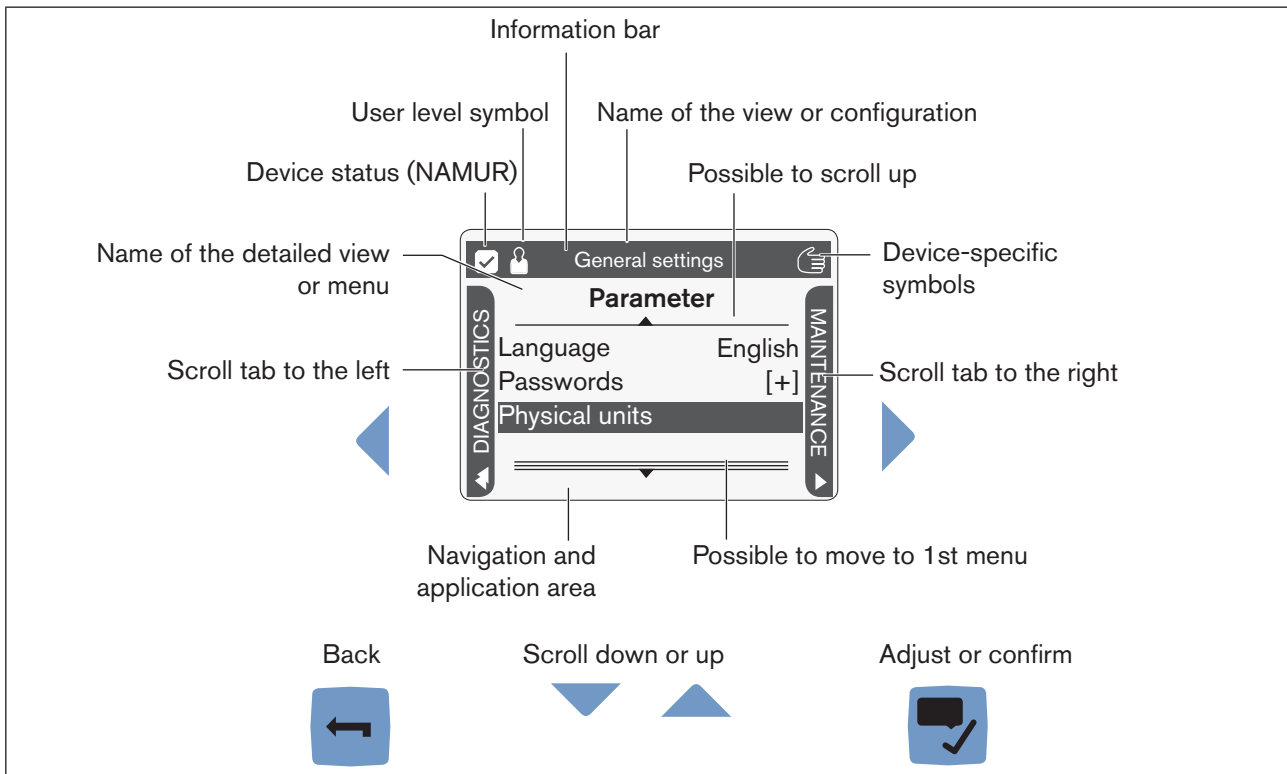 Information bar
User level symbol
Name of the view or configuration
Device status (NAMUR)
Possible to scroll up
Name of the detailed view
or menu
General settings
Device-specific
symbols
Parameter
DIAGNOSTICS
MAINTENANCE
Language English
Scroll tab to the left
Passwords [+]
Scroll tab to the right
Physical units
Navigation and
application area
Possible to move to 1st menu
Back
Scroll down or up
Adjust or confirm